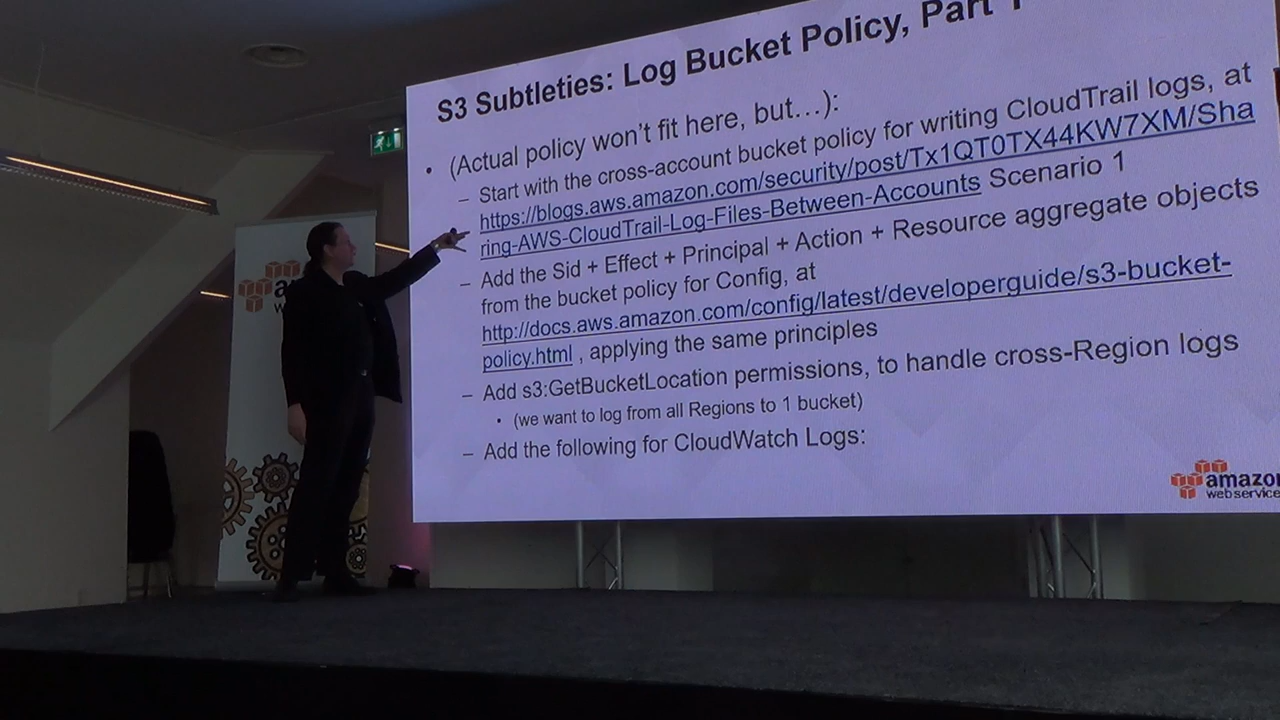 S3 Subtleties: Log Bucket Policy, Part 1
• (Actual policy won't fit here, but…):
– Start with the cross-account bucket policy for writing CloudTrail logs, at
– https://blogs.aws.amazon.com/security/post/Tx1QT0TX44KW7XM/Sha
ring-AWS-CloudTrail-Log-Files-Between-Accounts Scenario 1
– Add the Sid + Effect + Principal + Action + Resource aggregate objects
from the bucket policy for Config, at
http://docs.aws.amazon.com/config/latest/developerguide/s3-bucket-
policy.html , applying the same principles
– Add s3:GetBucketLocation permissions, to handle cross-Region logs
• (we want to log from all Regions to 1 bucket)
– Add the following for CloudWatch Logs:
amazon
web service